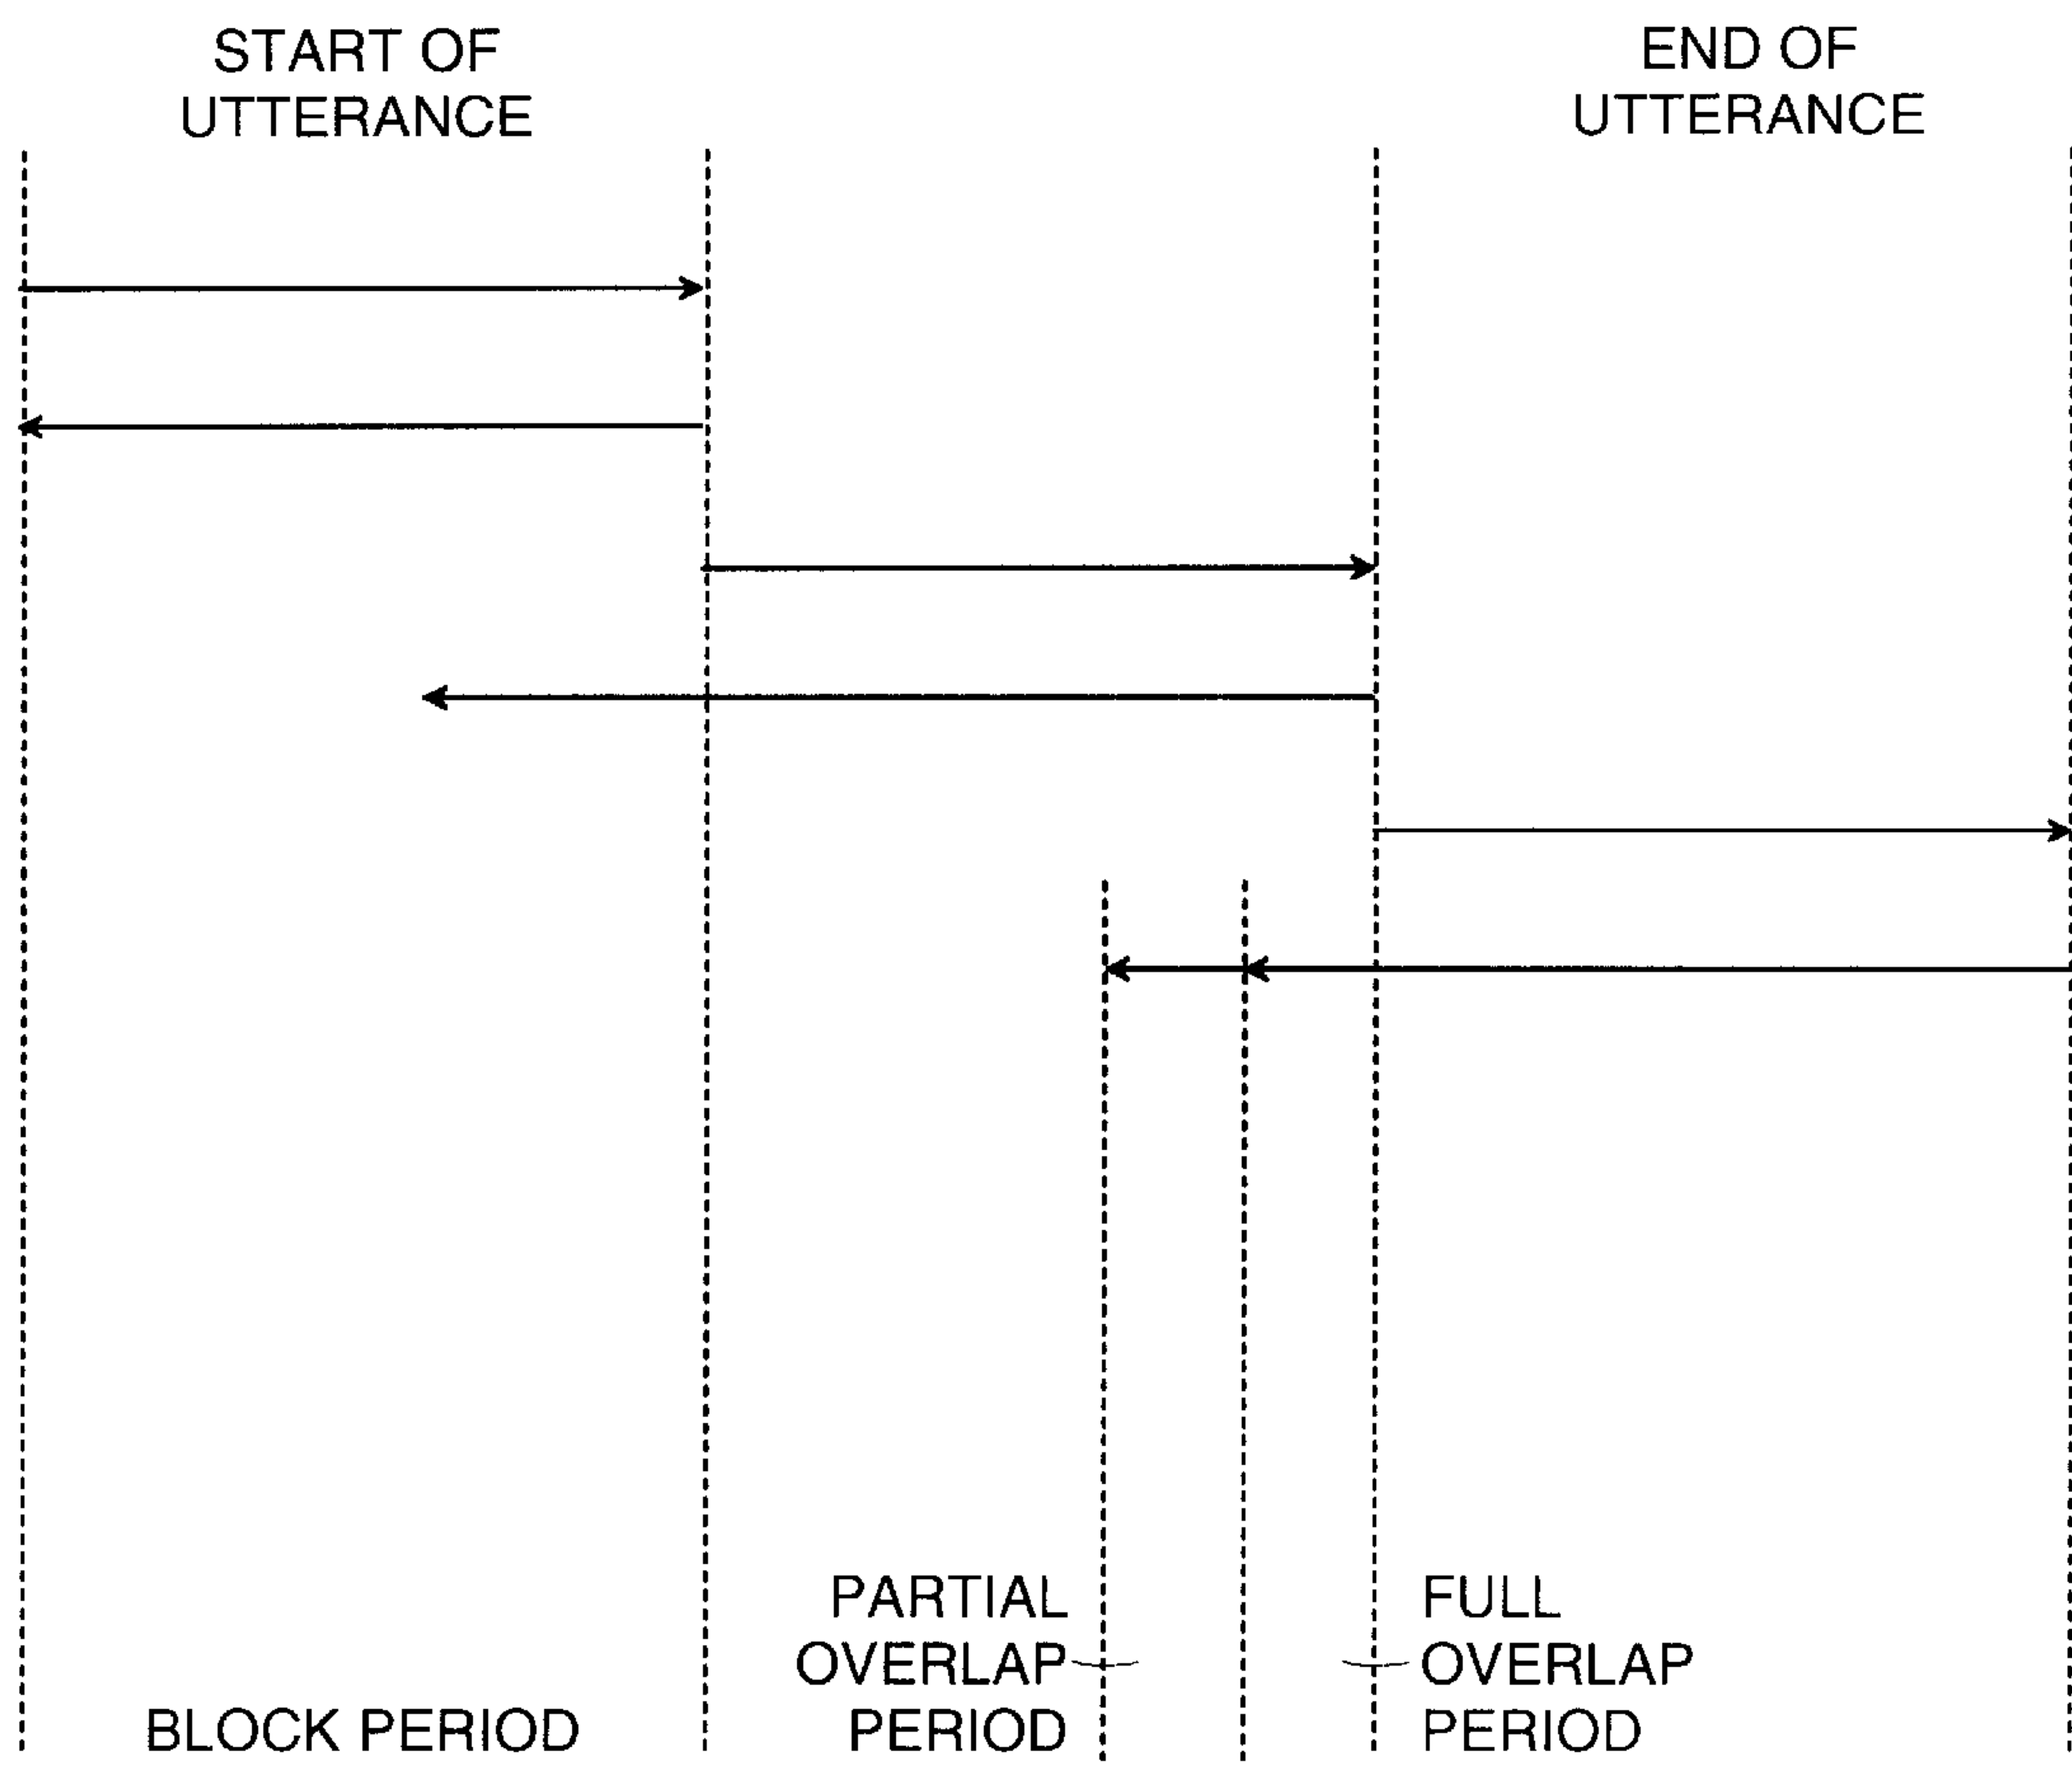 START OF
UTTERANCE
END OF
UTTERANCE
PARTIAL
OVERLAP
PERIOD
FULL
OVERLAP
PERIOD
BLOCK PERIOD